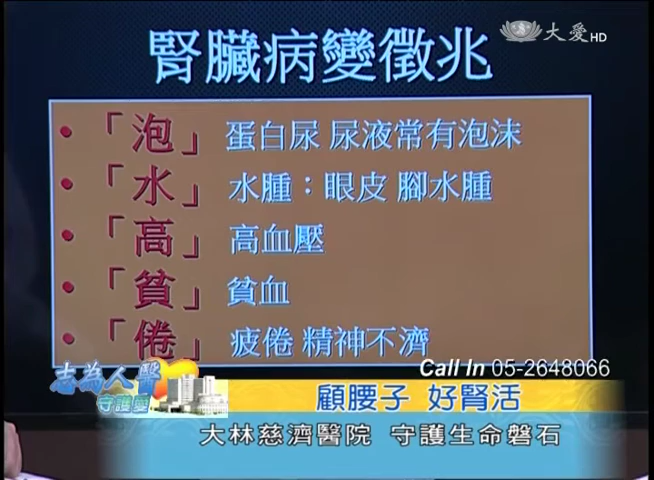 大愛HD
腎臟病變徵兆
•「泡」 蛋白尿 尿液常有泡沫
•「水」 水腫：眼皮 腳水腫
•「高」 高血壓
•「貧」 貧血
•「倦」 疲倦 精神不濟
Call In 05-2648066
志為人醫
守護愛
顧腰子 好腎活
大林慈濟醫院 守護生命磐石